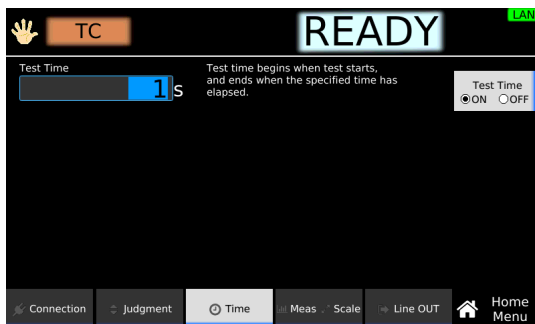 TC
READY
LAN
Test Time
1 s
Test time begins when test starts,
and ends when the specified time has
elapsed.
Test Time
ON OFF
Connection
Judgment
Time
Meas
Scale
Line OUT
Home
Menu